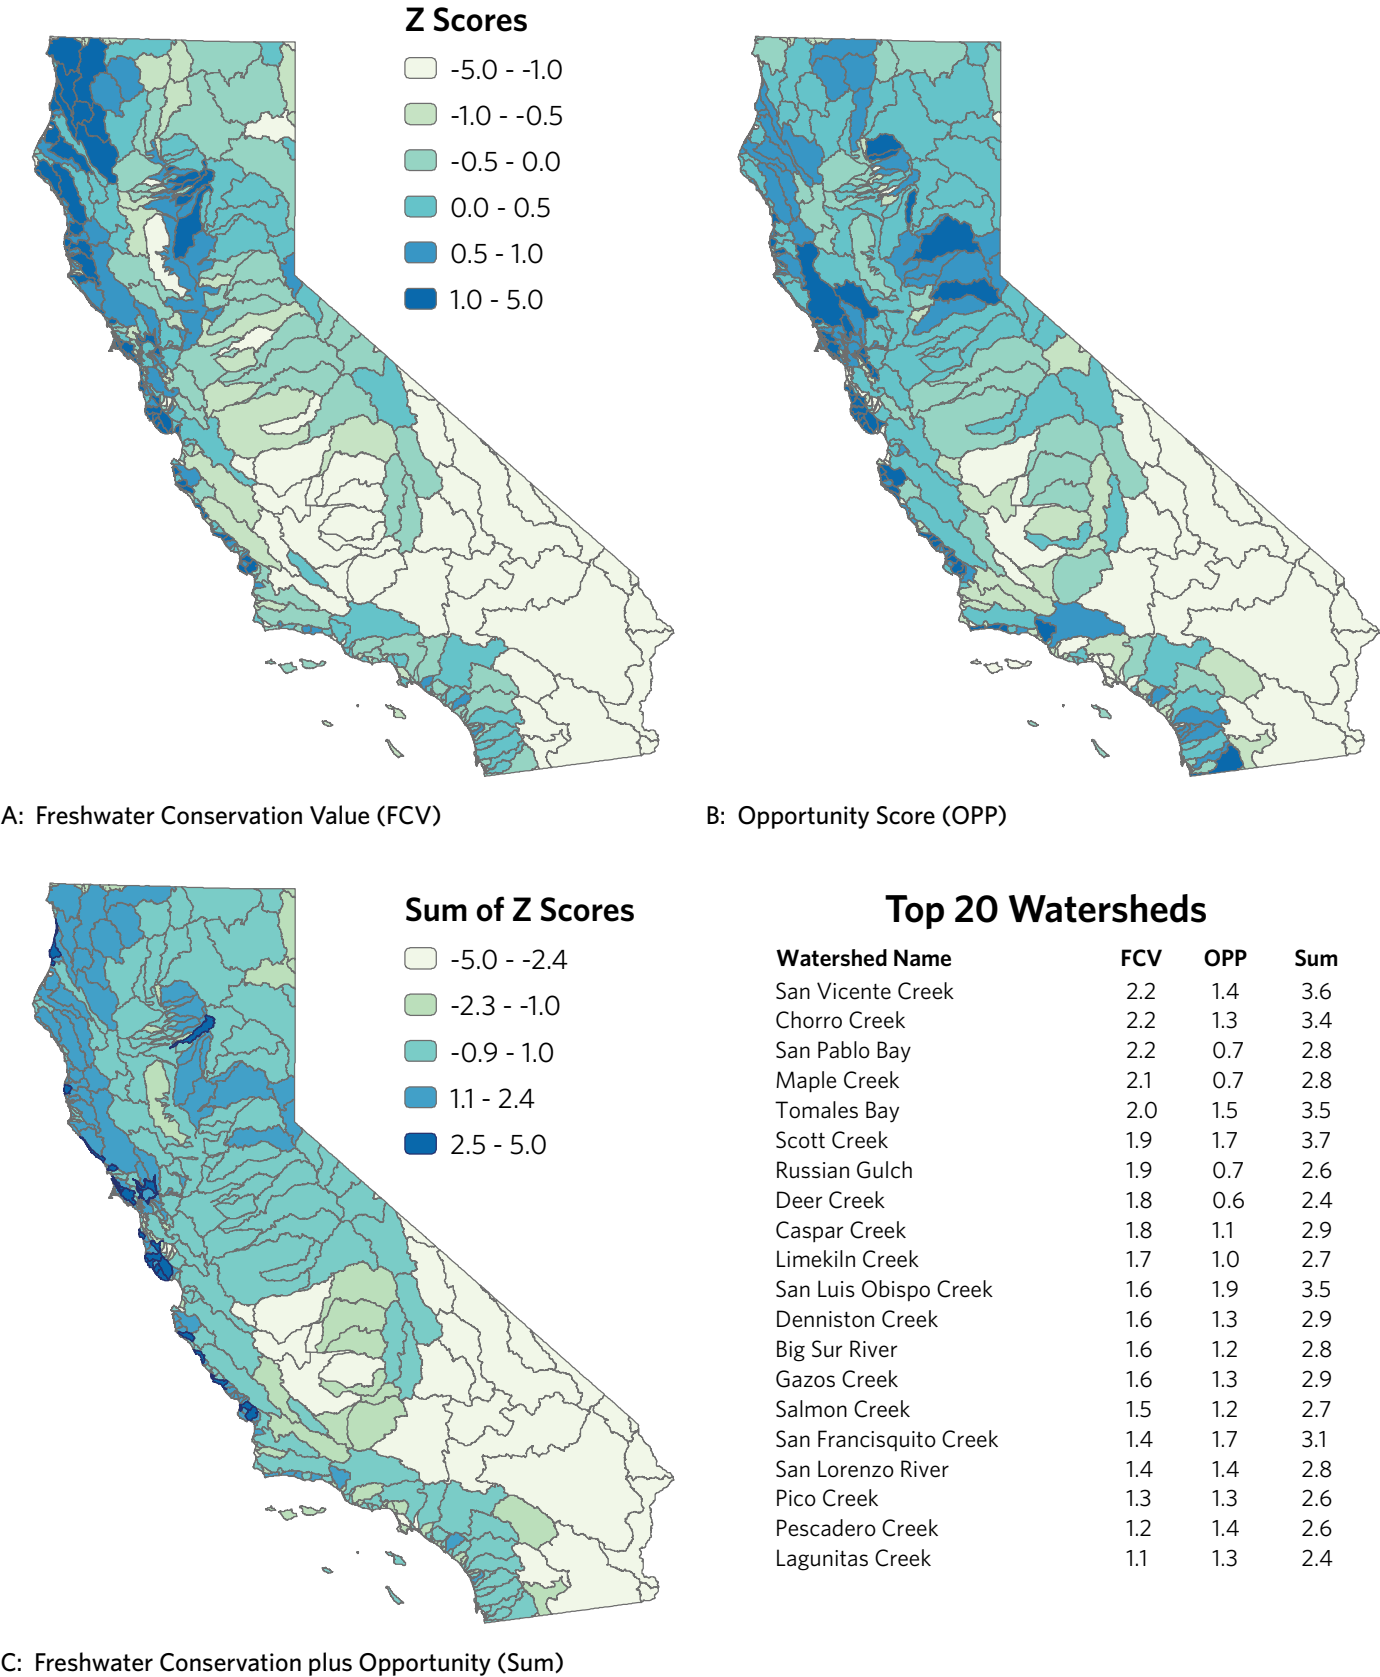 Z Scores
-5.0 - -1.0
-1.0 - -0.5
-0.5 - 0.0
0.0 - 0.5
0.5 - 1.0
1.0 - 5.0
A: Freshwater Conservation Value (FCV)
B: Opportunity Score (OPP)
Sum of Z Scores
-5.0 - -2.4
-2.3 - -1.0
-0.9 - 1.0
1.1 - 2.4
2.5 - 5.0
Top 20 Watersheds
Watershed Name FCV OPP Sum
San Vicente Creek 2.2 1.4 3.6
Chorro Creek 2.2 1.3 3.4
San Pablo Bay 2.2 0.7 2.8
Maple Creek 2.1 0.7 2.8
Tomales Bay 2.0 1.5 3.5
Scott Creek 1.9 1.7 3.7
Russian Gulch 1.9 0.7 2.6
Deer Creek 1.8 0.6 2.4
Caspar Creek 1.8 1.1 2.9
Limekiln Creek 1.7 1.0 2.7
San Luis Obispo Creek 1.6 1.9 3.5
Denniston Creek 1.6 1.3 2.9
Big Sur River 1.6 1.2 2.8
Gazos Creek 1.6 1.3 2.9
Salmon Creek 1.5 1.2 2.7
San Francisquito Creek 1.4 1.7 3.1
San Lorenzo River 1.4 1.4 2.8
Pico Creek 1.3 1.3 2.6
Pescadero Creek 1.2 1.4 2.6
Lagunitas Creek 1.1 1.3 2.4
C: Freshwater Conservation plus Opportunity (Sum)